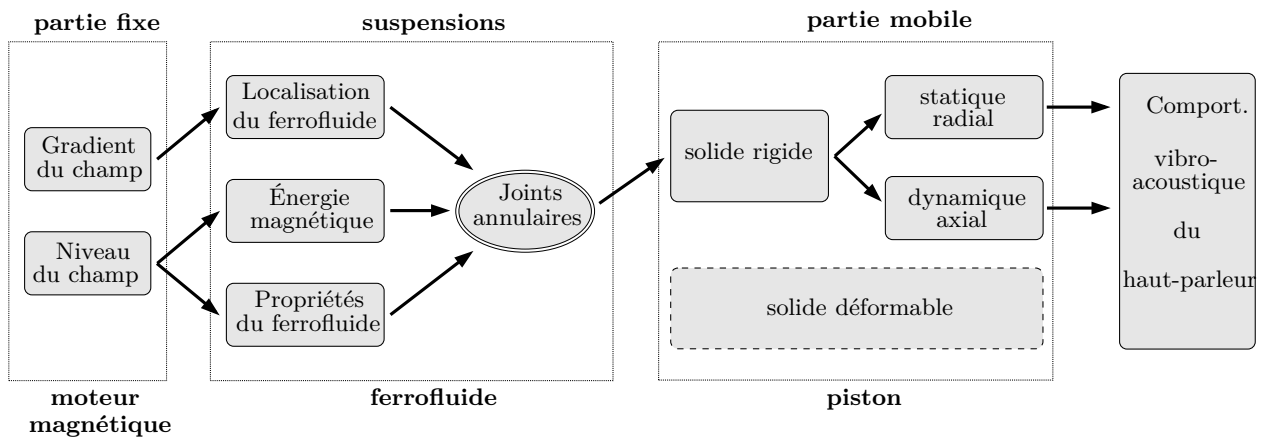 partie fixe
suspensions
partie mobile
Gradient
du champ
Niveau
du champ
Localisation
du ferrofluide
Énergie
magnétique
Propriétés
du ferrofluide
Joints
annulaires
solide rigide
statique
radial
dynamique
axial
solide déformable
Comport.
vibro-
acoustique
du
haut-parleur
moteur
magnétique
ferrofluide
piston